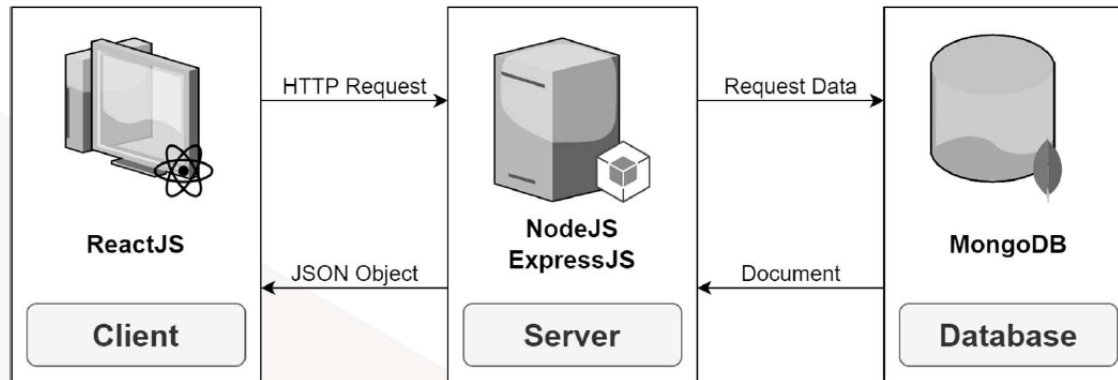 HTTP Request
Request Data
ReactJS
NodeJS
ExpressJS
MongoDB
JSON Object
Document
Client
Server
Database